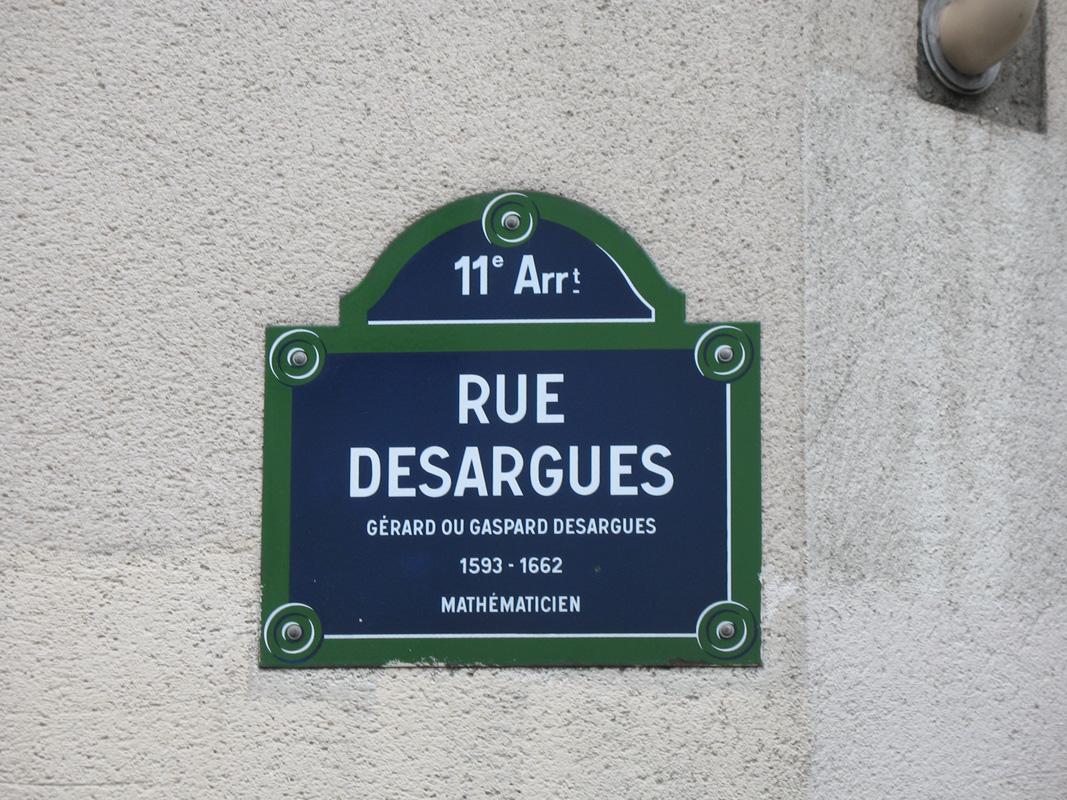 11e Arrt
RUE
DESARGUES
GÉRARD OU GASPARD DESARGUES
1593 - 1662
MATHÉMATICIEN